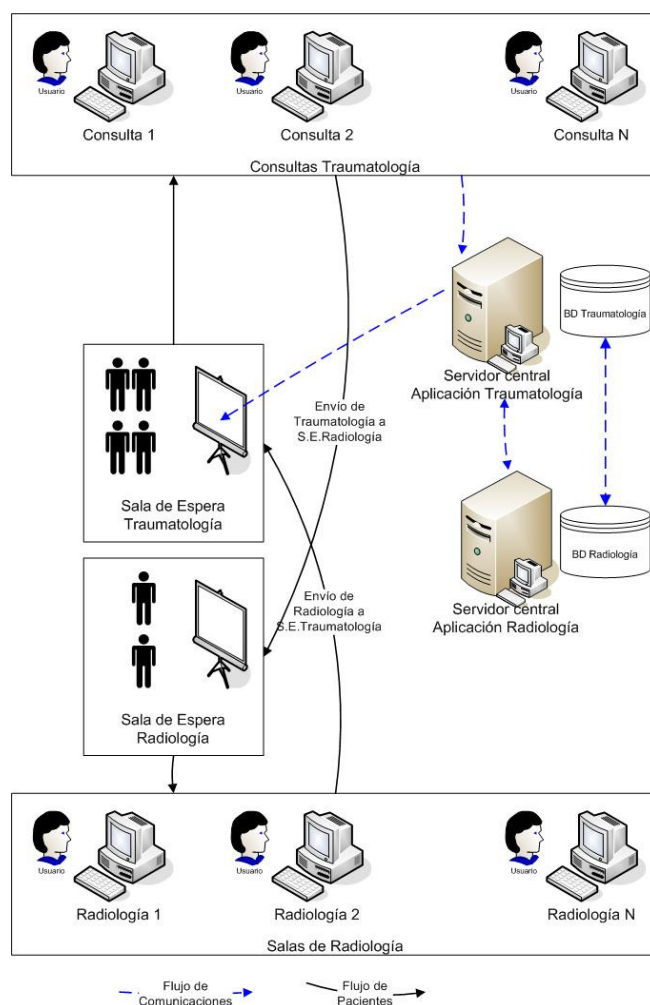 Usuario
Usuario
Usuario
Consulta 1
Consulta 2
Consulta N
Consultas Traumatología
BD Traumatología
Servidor central
Aplicación Traumatología
Envío de
Traumatología a
S.E.Radiología
Sala de Espera
Traumatología
BD Radiología
Envío de
Radiología a
S.E.Traumatología
Servidor central
Aplicación Radiología
Sala de Espera
Radiología
Usuario
Usuario
Usuario
Radiología 1
Radiología 2
Radiología N
Salas de Radiología
Flujo de
Comunicaciones
Flujo de
Pacientes